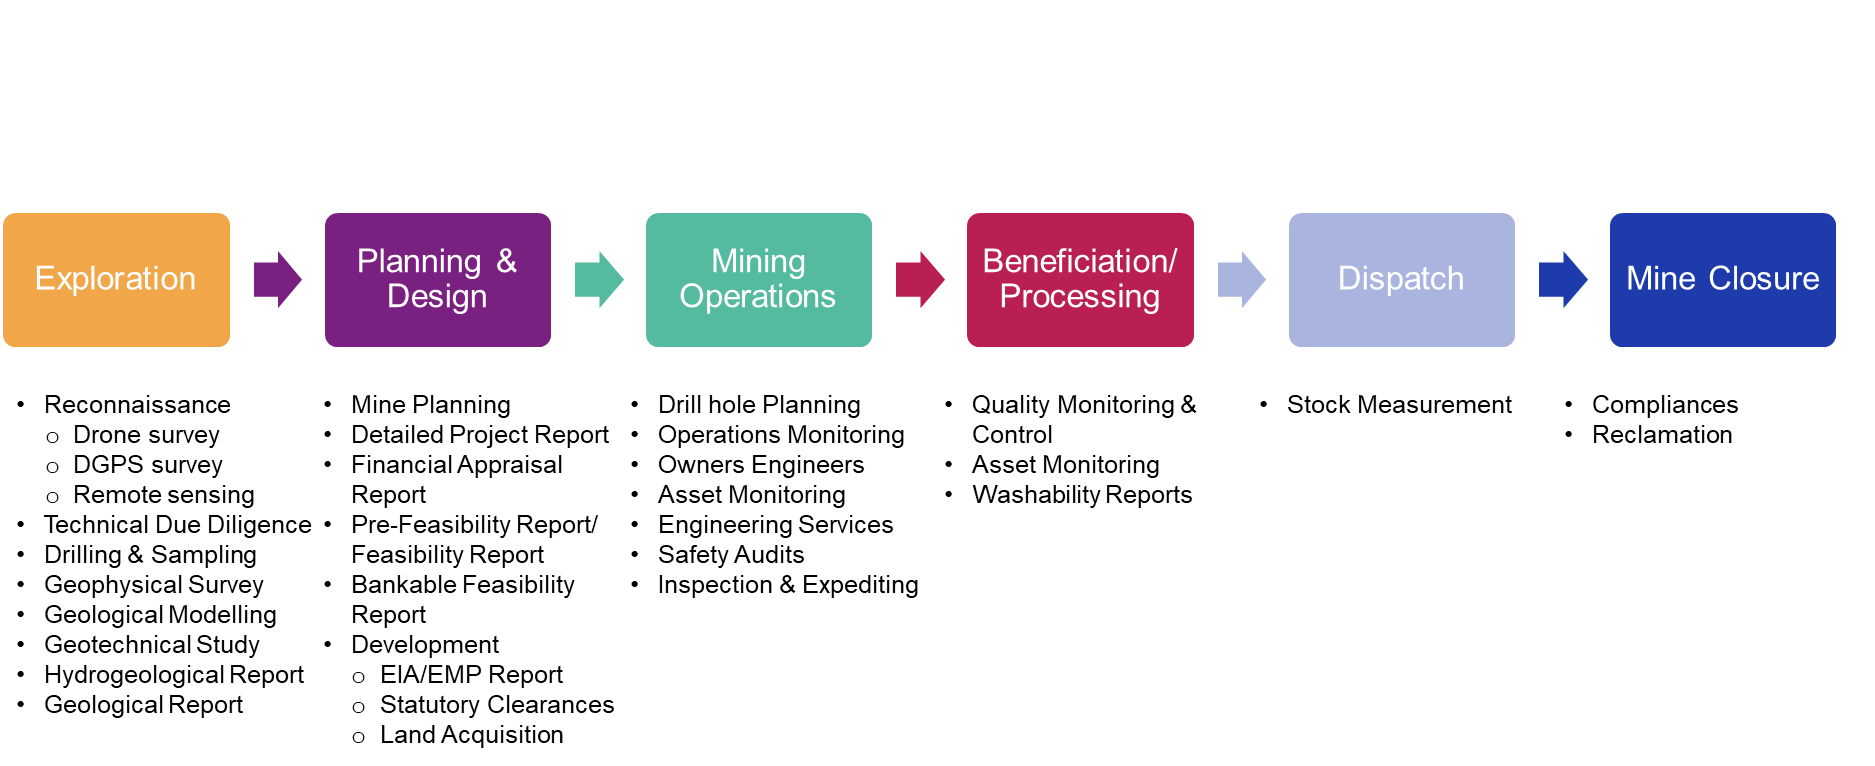 Exploration
Planning &
Design
Mining
Operations
Beneficiation/
Processing
Dispatch
Mine Closure
• Reconnaissance
o Drone survey
o DGPS survey
o Remote sensing
• Technical Due Diligence
• Drilling & Sampling
• Geophysical Survey
• Geological Modelling
• Geotechnical Study
• Hydrogeological Report
• Geological Report
• Mine Planning
• Detailed Project Report
• Financial Appraisal
Report
• Pre-Feasibility Report/
Feasibility Report
• Bankable Feasibility
Report
• Development
o EIA/EMP Report
o Statutory Clearances
o Land Acquisition
• Drill hole Planning
• Operations Monitoring
• Owners Engineers
• Asset Monitoring
• Engineering Services
• Safety Audits
• Inspection & Expediting
• Quality Monitoring &
Control
• Asset Monitoring
• Washability Reports
• Stock Measurement
• Compliances
• Reclamation